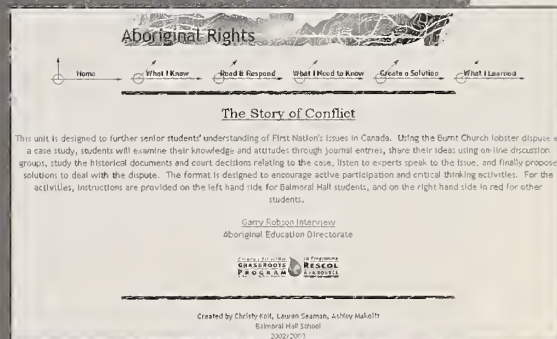 Aboriginal Rights
Home What I Know Read & Respond What I Need to Know Create a Solution What I Learned
The Story of Conflict
This unit is designed to further senior students' understanding of First Nation's Issues in Canada. Using the Burnt Church lobster dispute
a case study, students will examine their knowledge and attitudes through journal entries, share their ideas using on-line discussion
groups, study the historical documents and court decisions relating to the case, listen to experts speak to the issue, and finally propose
solutions to deal with the dispute. The format is designed to encourage active participation and critical thinking activities. For the
activities, instructions are provided on the left hand side for Balmoral Hall students, and on the right hand side in red for other
students.
Garry Robson Interview
Aboriginal Education Directorate
GRASSROOTS
PROGRAM
Le Programme
RESCOL
À LA SOURCE
Created by Christy Kolt, Lauren Seaman, Ashley
Balmoral Hall School
2002/2003